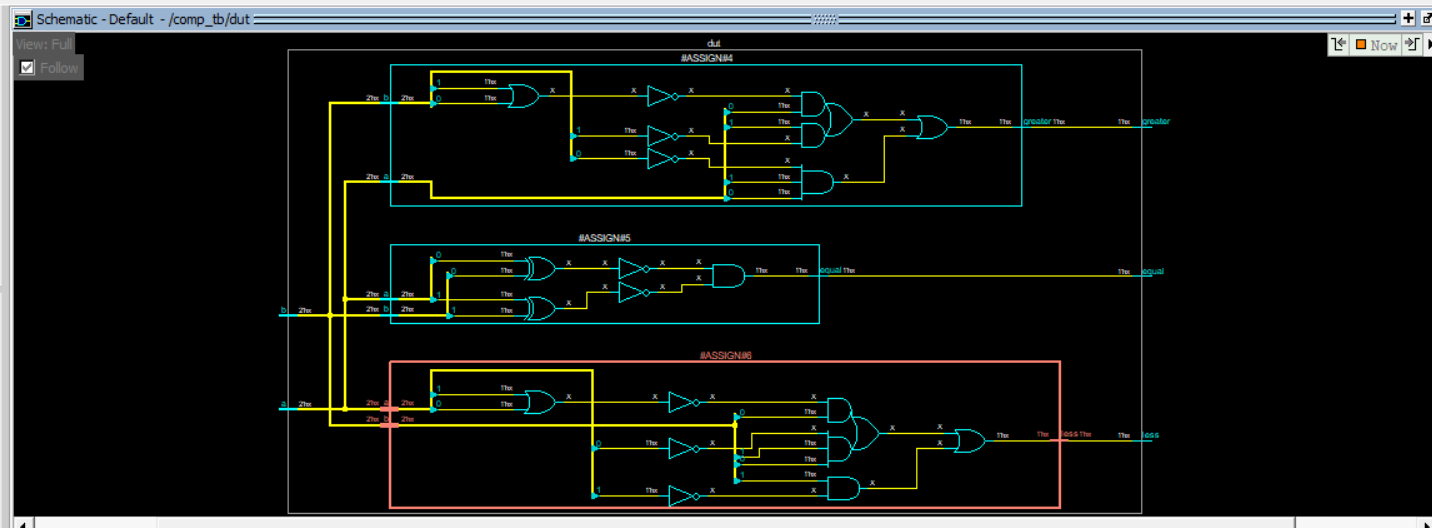 Schematic - Default - /comp_tb/dut
View: Full
Now
Follow
dut
#ASSIGN#4
1 1'hx
0 1'hx X X X 0 X
2'hx b 2'hx 1'hx X X
1 1'hx X 1 1'hx 1'hx 1'hx greater 1'hx 1'hx greater
0 1'hx X X X
2'hx a 2'hx 1 1'hx X
0 1'hx
#ASSIGN#5
0 1'hx X X X X
0 1'hx 1'hx 1'hx equal 1'hx 1'hx equal
2'hx a 2'hx 1 1'hx X X X X
b 2'hx 2'hx b 2'hx 1 1'hx
#ASSIGN#6
1 1'hx X X X X
a 2'hx 2'hx a 2'hx 0 1'hx 0 1'hx
2'hx b 2'hx X X X
0 1'hx X 1 1'hx 1'hx 1'hx less 1'hx 1'hx less
0 1'hx X
1 1'hx X
1 1'hx X X